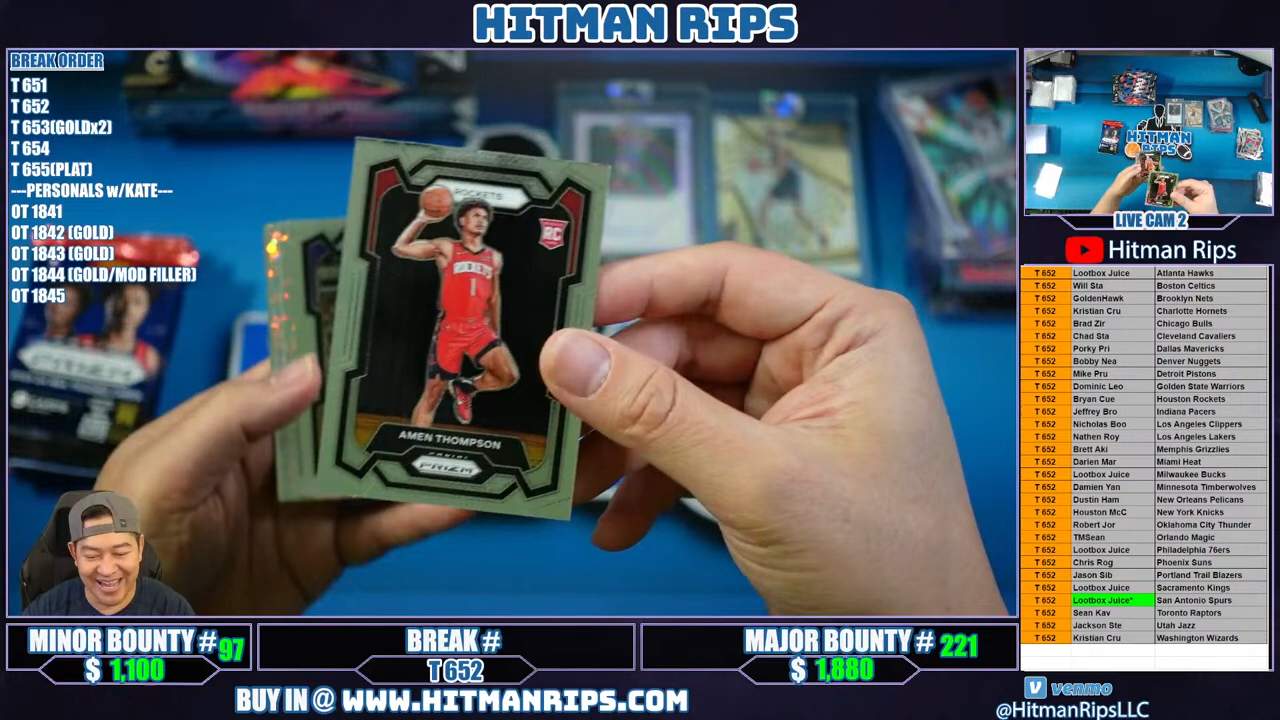 HITMAN RIPS
BREAK ORDER
T 651
T 652
T 653(GOLDx2)
T 654
T 655(PLAT)
---PERSONALS w/KATE---
OT 1841
OT 1842 (GOLD)
OT 1843 (GOLD)
OT 1844 (GOLD/MOD FILLER)
OT 1845
ROCKETS
RC
ROCKETS
1
AMEN THOMPSON
PANINI
PRIZM
PRIZM
HITMAN
RIPS
LIVE CAM 2
Hitman Rips
T 652 Lootbox Juice Atlanta Hawks
T 652 Will Sta Boston Celtics
T 652 GoldenHawk Brooklyn Nets
T 652 Kristian Cru Charlotte Hornets
T 652 Brad Zir Chicago Bulls
T 652 Chad Sta Cleveland Cavaliers
T 652 Porky Pri Dallas Mavericks
T 652 Bobby Nea Denver Nuggets
T 652 Mike Pru Detroit Pistons
T 652 Dominic Leo Golden State Warriors
T 652 Bryan Cue Houston Rockets
T 652 Jeffrey Bro Indiana Pacers
T 652 Nicholas Boo Los Angeles Clippers
T 652 Nathan Roy Los Angeles Lakers
T 652 Brett Aki Memphis Grizzlies
T 652 Darien Mar Miami Heat
T 652 Lootbox Juice Milwaukee Bucks
T 652 Damien Yan Minnesota Timberwolves
T 652 Dustin Ham New Orleans Pelicans
T 652 Houston McC New York Knicks
T 652 Robert Jor Oklahoma City Thunder
T 652 TMSean Orlando Magic
T 652 Lootbox Juice Philadelphia 76ers
T 652 Chris Rog Phoenix Suns
T 652 Jason Sib Portland Trail Blazers
T 652 Lootbox Juice Sacramento Kings
T 652 Lootbox Juice* San Antonio Spurs
T 652 Sean Kav Toronto Raptors
T 652 Jackson Ste Utah Jazz
T 652 Kristian Cru Washington Wizards
MINOR BOUNTY # 97
$ 1,100
BREAK #
T 652
MAJOR BOUNTY # 221
$ 1,880
BUY IN @ WWW.HITMANRIPS.COM
V venmo
@HitmanRipsLLC